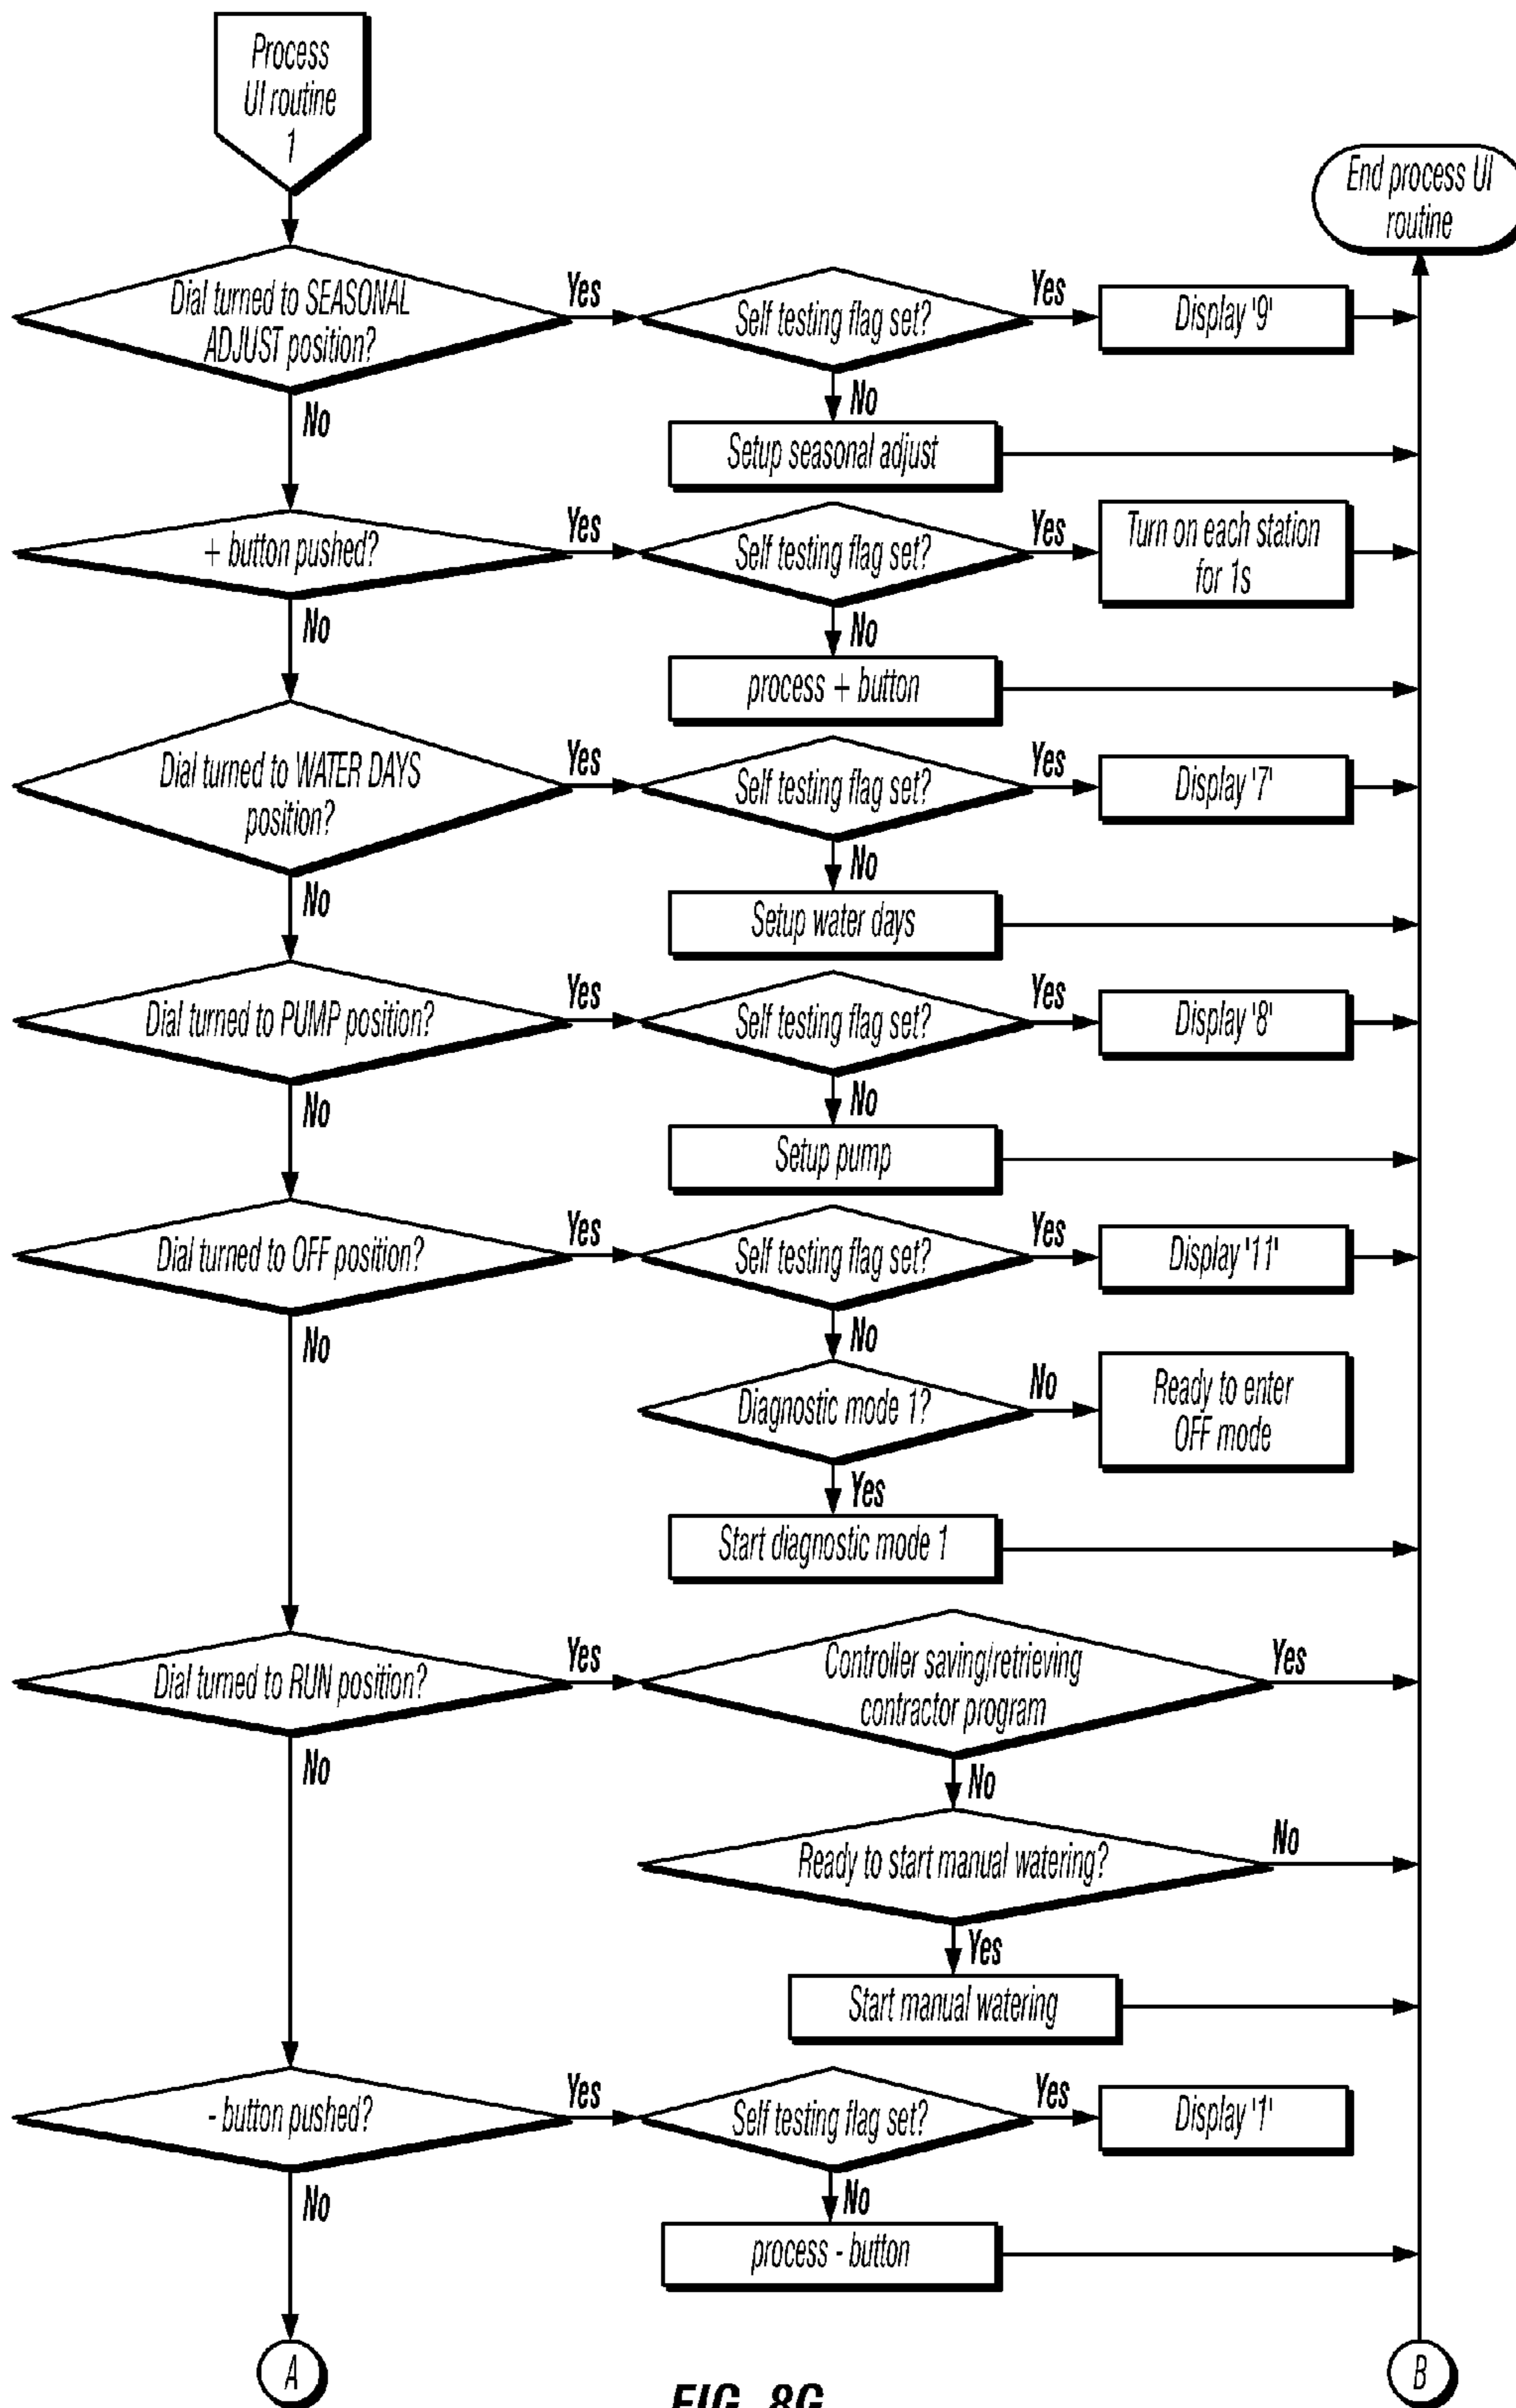 Process
UI routine
1
End process UI
routine
Dial turned to SEASONAL
ADJUST position?
Yes
Self testing flag set?
Yes
Display '9'
No
No
Setup seasonal adjust
+ button pushed?
Yes
Self testing flag set?
Yes
Turn on each station
for 1s
No
No
process + button
Dial turned to WATER DAYS
position?
Yes
Self testing flag set?
Yes
Display '7'
No
No
Setup water days
Dial turned to PUMP position?
Yes
Self testing flag set?
Yes
Display '8'
No
No
Setup pump
Dial turned to OFF position?
Yes
Self testing flag set?
Yes
Display '11'
No
No
Diagnostic mode 1?
No
Ready to enter
OFF mode
Yes
Start diagnostic mode 1
Dial turned to RUN position?
Yes
Controller saving/retrieving
contractor program
Yes
No
No
Ready to start manual watering?
No
Yes
Start manual watering
- button pushed?
Yes
Self testing flag set?
Yes
Display '1'
No
No
process - button
A
B
FIG. 8G